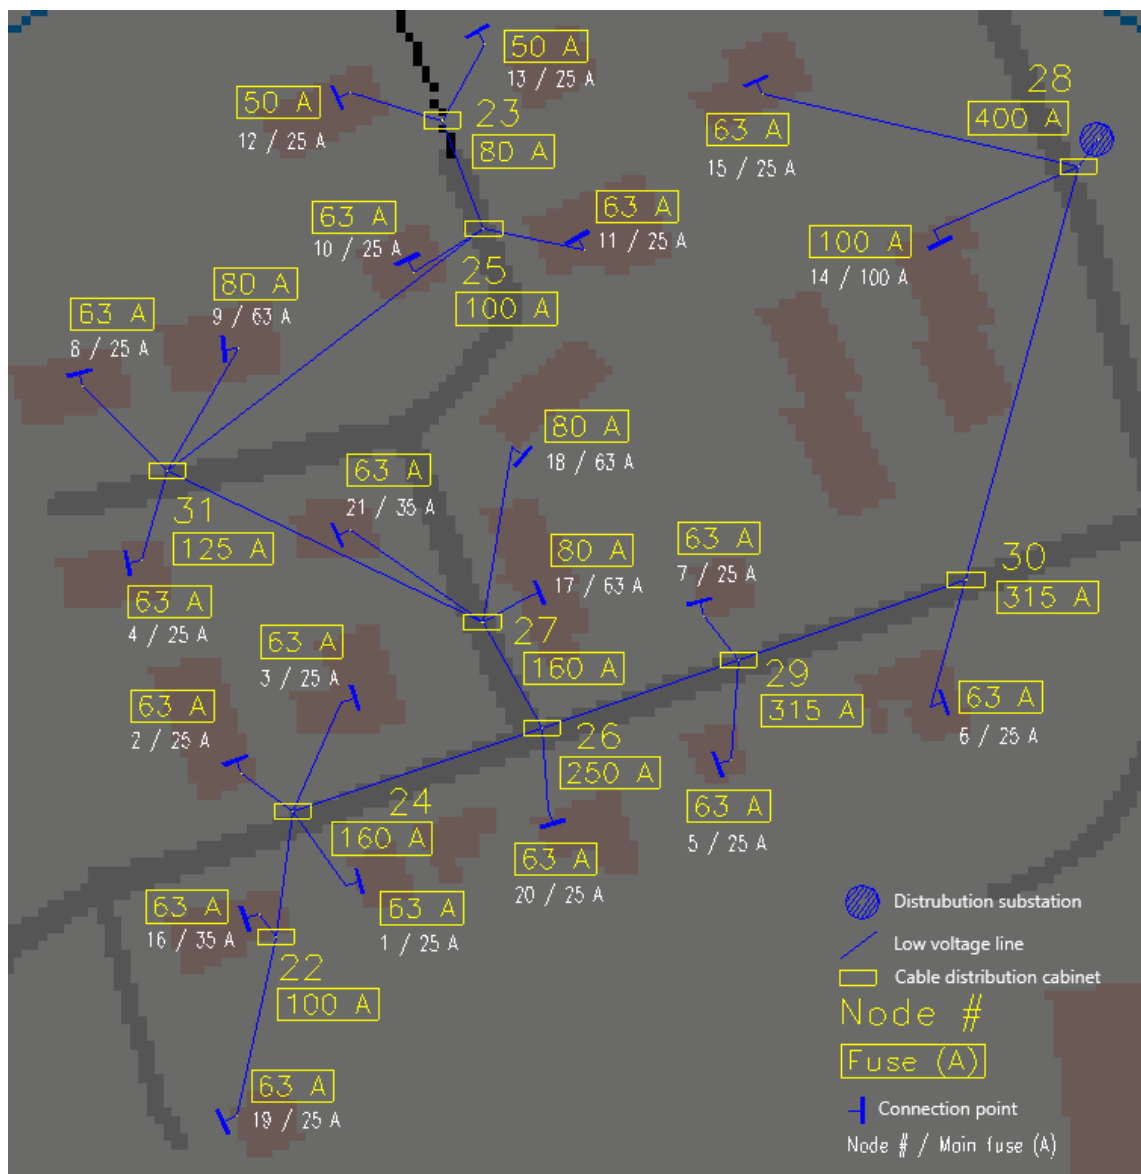 50 A
13 / 25 A
50 A
12 / 25 A
23
80 A
28
400 A
63 A
15 / 25 A
63 A
10 / 25 A
63 A
11 / 25 A
100 A
14 / 100 A
25
100 A
80 A
9 / 63 A
63 A
8 / 25 A
80 A
18 / 63 A
63 A
21 / 35 A
31
125 A
63 A
7 / 25 A
80 A
17 / 63 A
30
315 A
63 A
4 / 25 A
27
160 A
63 A
3 / 25 A
29
315 A
63 A
6 / 25 A
63 A
2 / 25 A
26
250 A
24
160 A
63 A
5 / 25 A
63 A
20 / 25 A
63 A
16 / 35 A
63 A
1 / 25 A
22
100 A
63 A
19 / 25 A
Distrubution substation
Low voltage line
Cable distribution cabinet
Node #
Fuse (A)
Connection point
Node # / Main fuse (A)